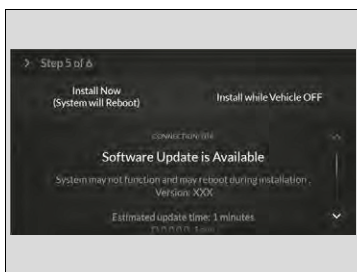 Step 5 of 6
Install Now
(System will Reboot)
Install while Vehicle OFF
Software Update is Available
System may not function and may reboot during installation.
Version: XXX
Estimated update time: 1 minutes